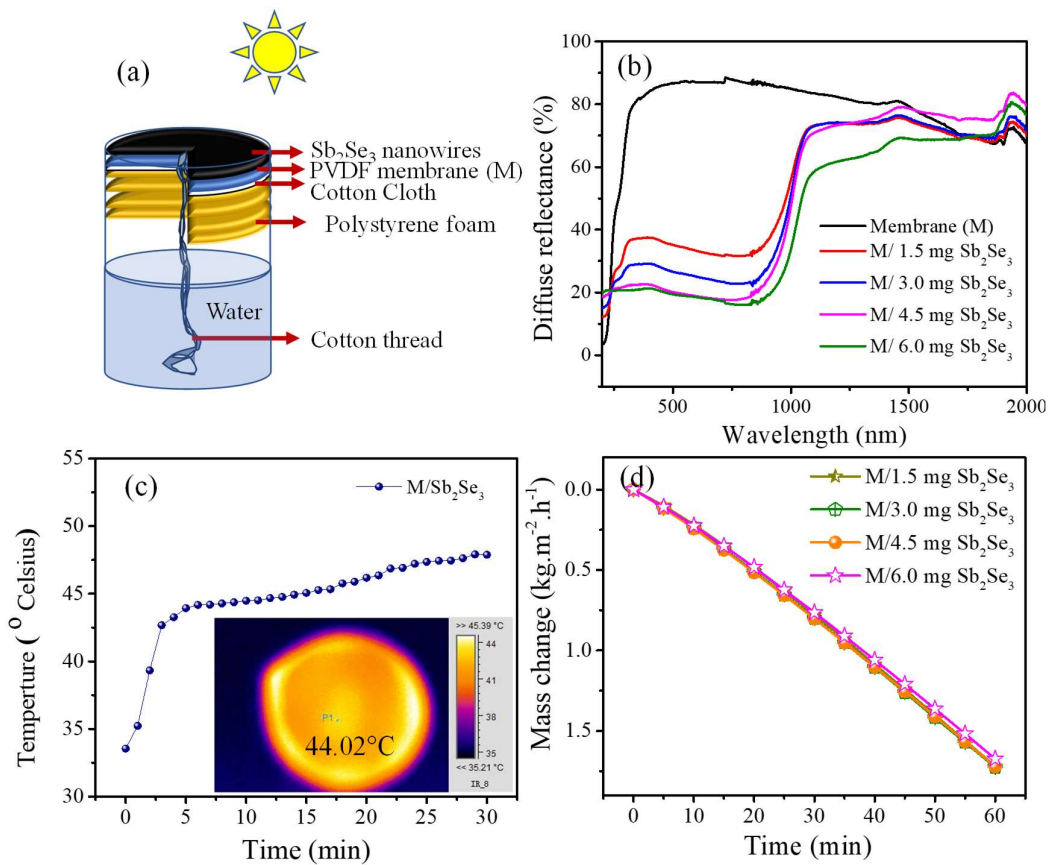 (a)
Sb2Se3 nanowires
PVDF membrane (M)
Cotton Cloth
Polystyrene foam
Water
Cotton thread
(b)
Diffuse reflectance (%)
100
80
60
40
20
0
Membrane (M)
M/ 1.5 mg Sb2Se3
M/ 3.0 mg Sb2Se3
M/ 4.5 mg Sb2Se3
M/ 6.0 mg Sb2Se3
500
1000
1500
2000
Wavelength (nm)
(c)
Temperture ( ° Celsius)
55
50
45
40
35
30
M/Sb2Se3
>> 45.39 °C
44
41
38
35
<< 35.21 °C
IR_8
P1
44.02°C
0
5
10
15
20
25
30
Time (min)
(d)
Mass change (kg.m-2.h-1)
0.0
0.5
1.0
1.5
M/1.5 mg Sb2Se3
M/3.0 mg Sb2Se3
M/4.5 mg Sb2Se3
M/6.0 mg Sb2Se3
0
10
20
30
40
50
60
Time (min)